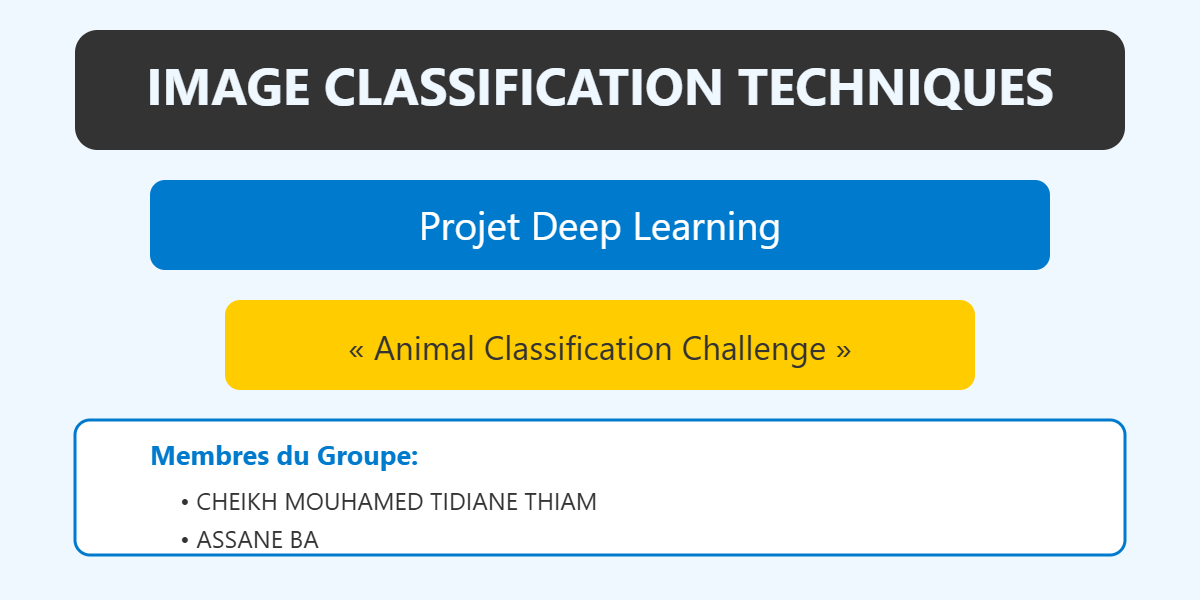 IMAGE CLASSIFICATION TECHNIQUES
Projet Deep Learning
« Animal Classification Challenge »
Membres du Groupe:
• CHEIKH MOUHAMED TIDIANE THIAM
• ASSANE BA